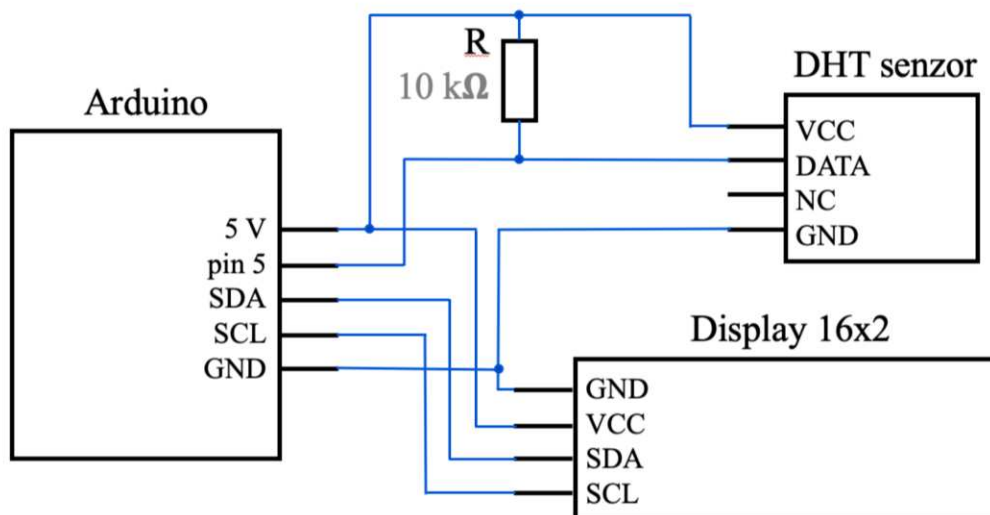 Arduino
5 V
pin 5
SDA
SCL
GND
R
10 kΩ
DHT senzor
VCC
DATA
NC
GND
Display 16x2
GND
VCC
SDA
SCL